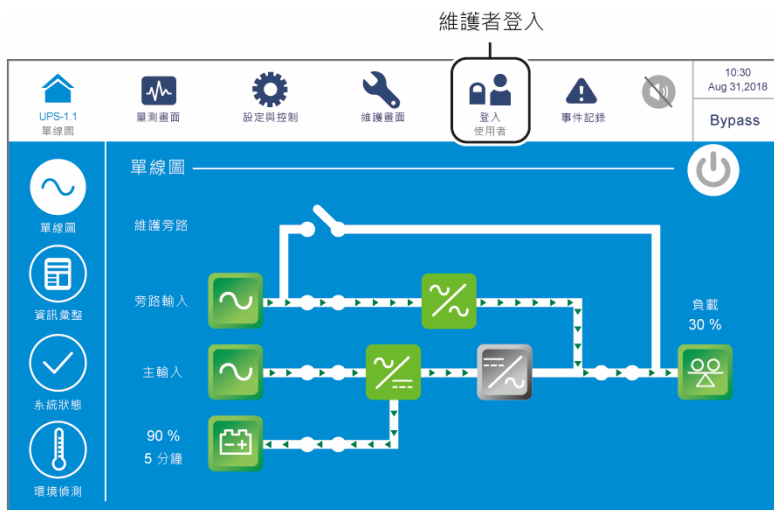 維護者登入
UPS-1.1
單線圖
量測畫面
設定與控制
維護畫面
登入
使用者
事件記錄
10:30
Aug 31,2018
Bypass
單線圖
資訊彙整
系統狀態
環境偵測
單線圖
維護旁路
旁路輸入
主輸入
90 %
5 分鐘
負載
30 %